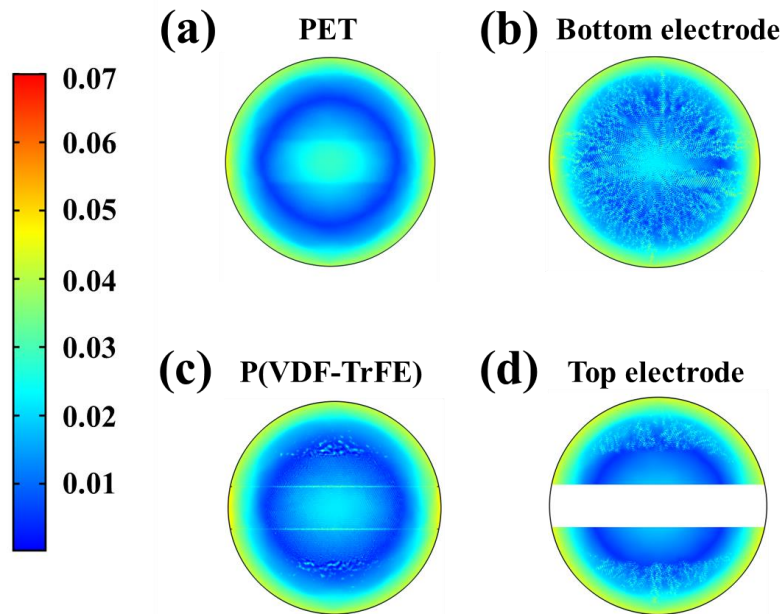 (a) PET
(b) Bottom electrode
0.07
0.06
0.05
0.04
0.03
0.02
0.01
(c) P(VDF-TrFE)
(d) Top electrode